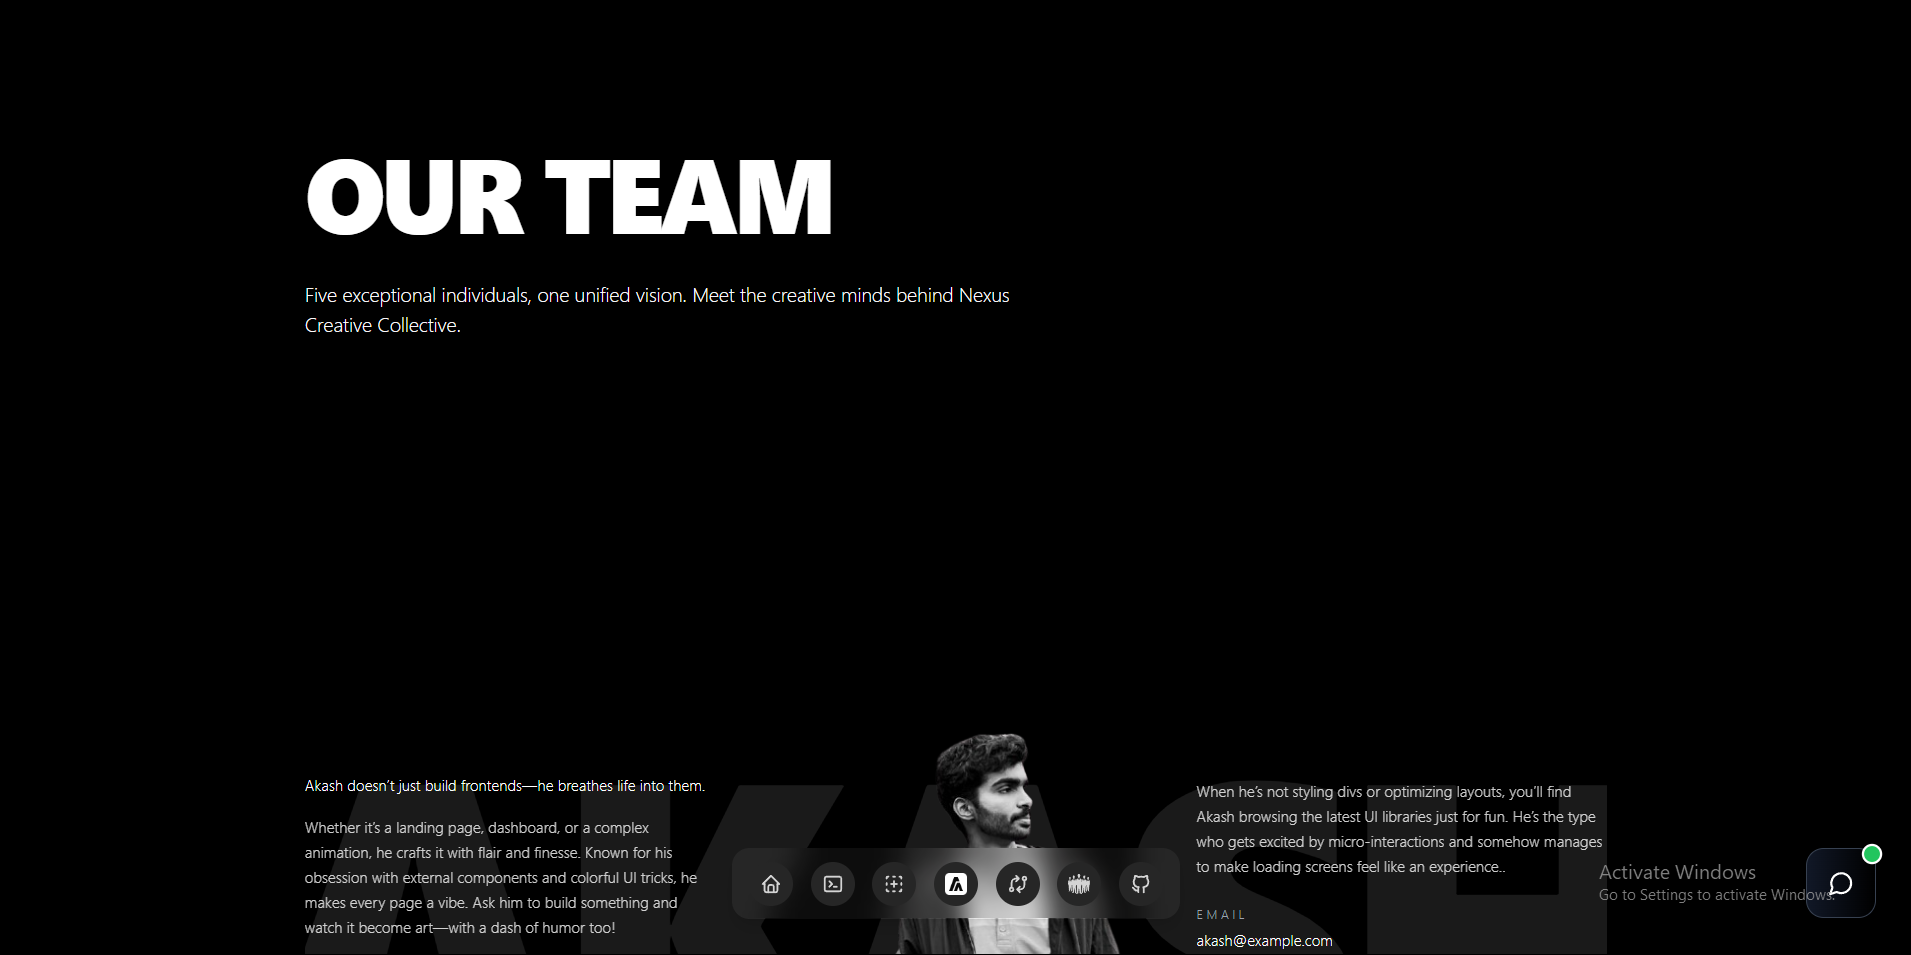 OUR TEAM
Five exceptional individuals, one unified vision. Meet the creative minds behind Nexus
Creative Collective.
AKASH
Akash doesn’t just build frontends—he breathes life into them.
Whether it’s a landing page, dashboard, or a complex
animation, he crafts it with flair and finesse. Known for his
obsession with external components and colorful UI tricks, he
makes every page a vibe. Ask him to build something and
watch it become art—with a dash of humor too!
When he’s not styling divs or optimizing layouts, you’ll find
Akash browsing the latest UI libraries just for fun. He’s the type
who gets excited by micro-interactions and somehow manages
to make loading screens feel like an experience..
EMAIL
akash@example.com
Activate Windows
Go to Settings to activate Windows.